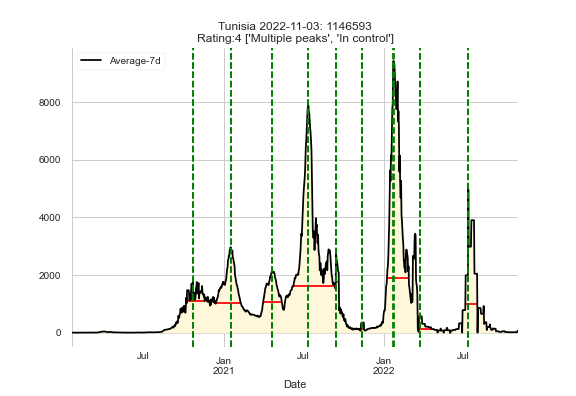 Tunisia 2022-11-03: 1146593
Rating:4 ['Multiple peaks', 'In control']
Average-7d
8000
6000
4000
2000
0
Jul
Jan
2021
Jul
Jan
2022
Jul
Date